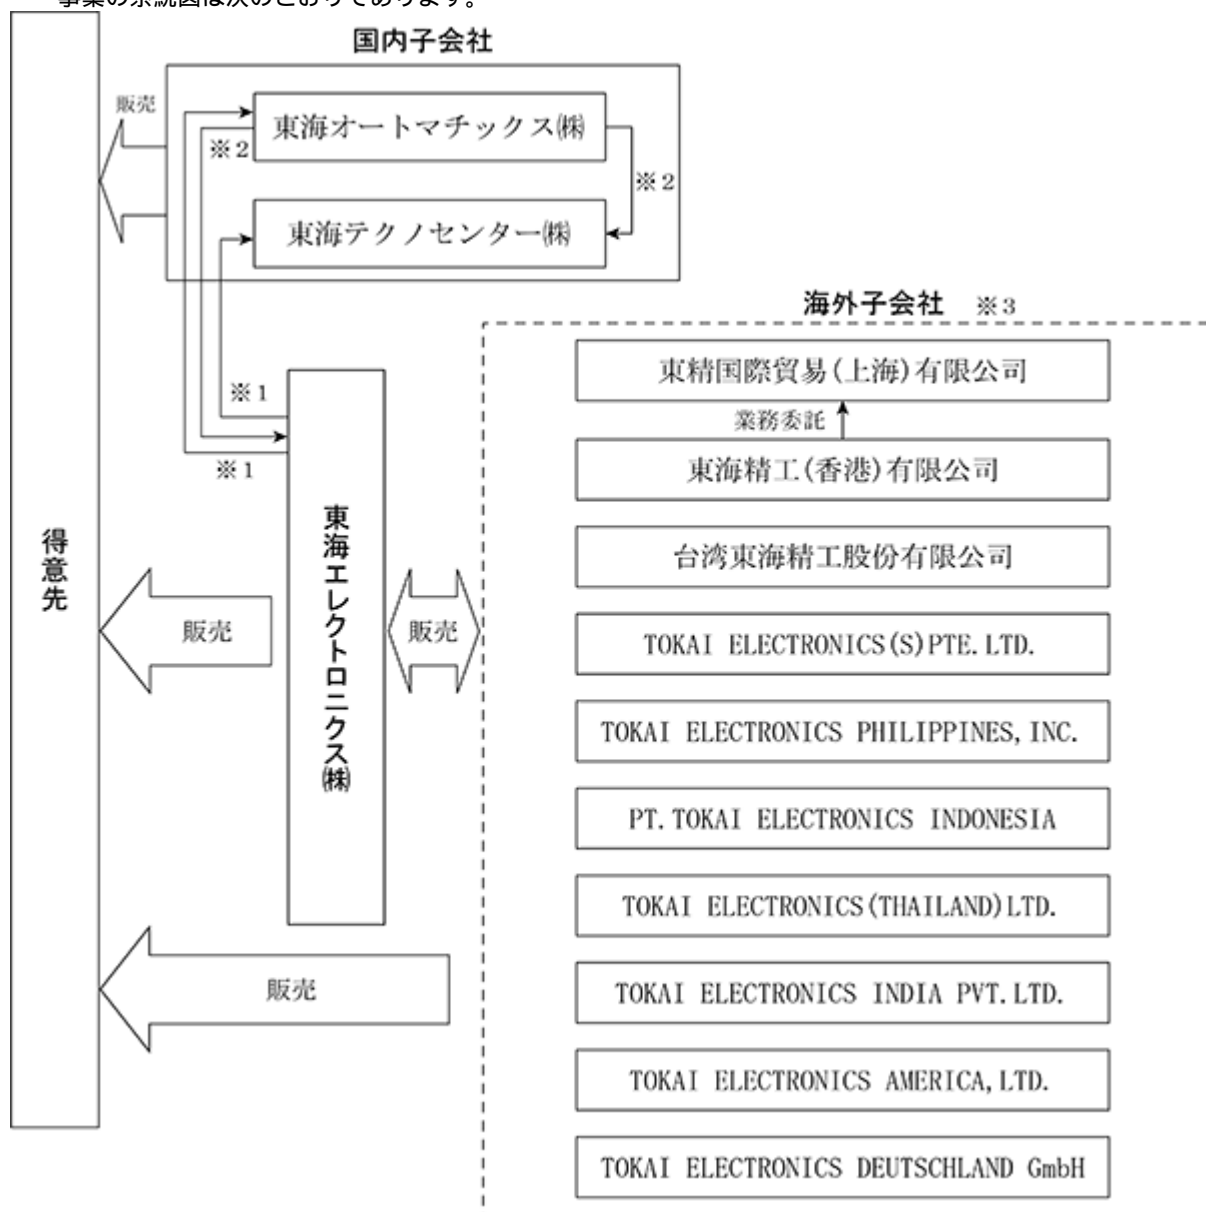 事業の系統図は次のとおりであります。
国内子会社
販売
東海オートマチックス㈱
※2
※2
東海テクノセンター㈱
海外子会社 ※3
東精国際貿易(上海)有限公司
※1
業務委託
※1
東海精工(香港)有限公司
得意先
東海エレクトロニクス㈱
台湾東海精工股份有限公司
販売
販売
TOKAI ELECTRONICS(S)PTE.LTD.
TOKAI ELECTRONICS PHILIPPINES,INC.
PT.TOKAI ELECTRONICS INDONESIA
TOKAI ELECTRONICS(THAILAND)LTD.
販売
TOKAI ELECTRONICS INDIA PVT.LTD.
TOKAI ELECTRONICS AMERICA,LTD.
TOKAI ELECTRONICS DEUTSCHLAND GmbH